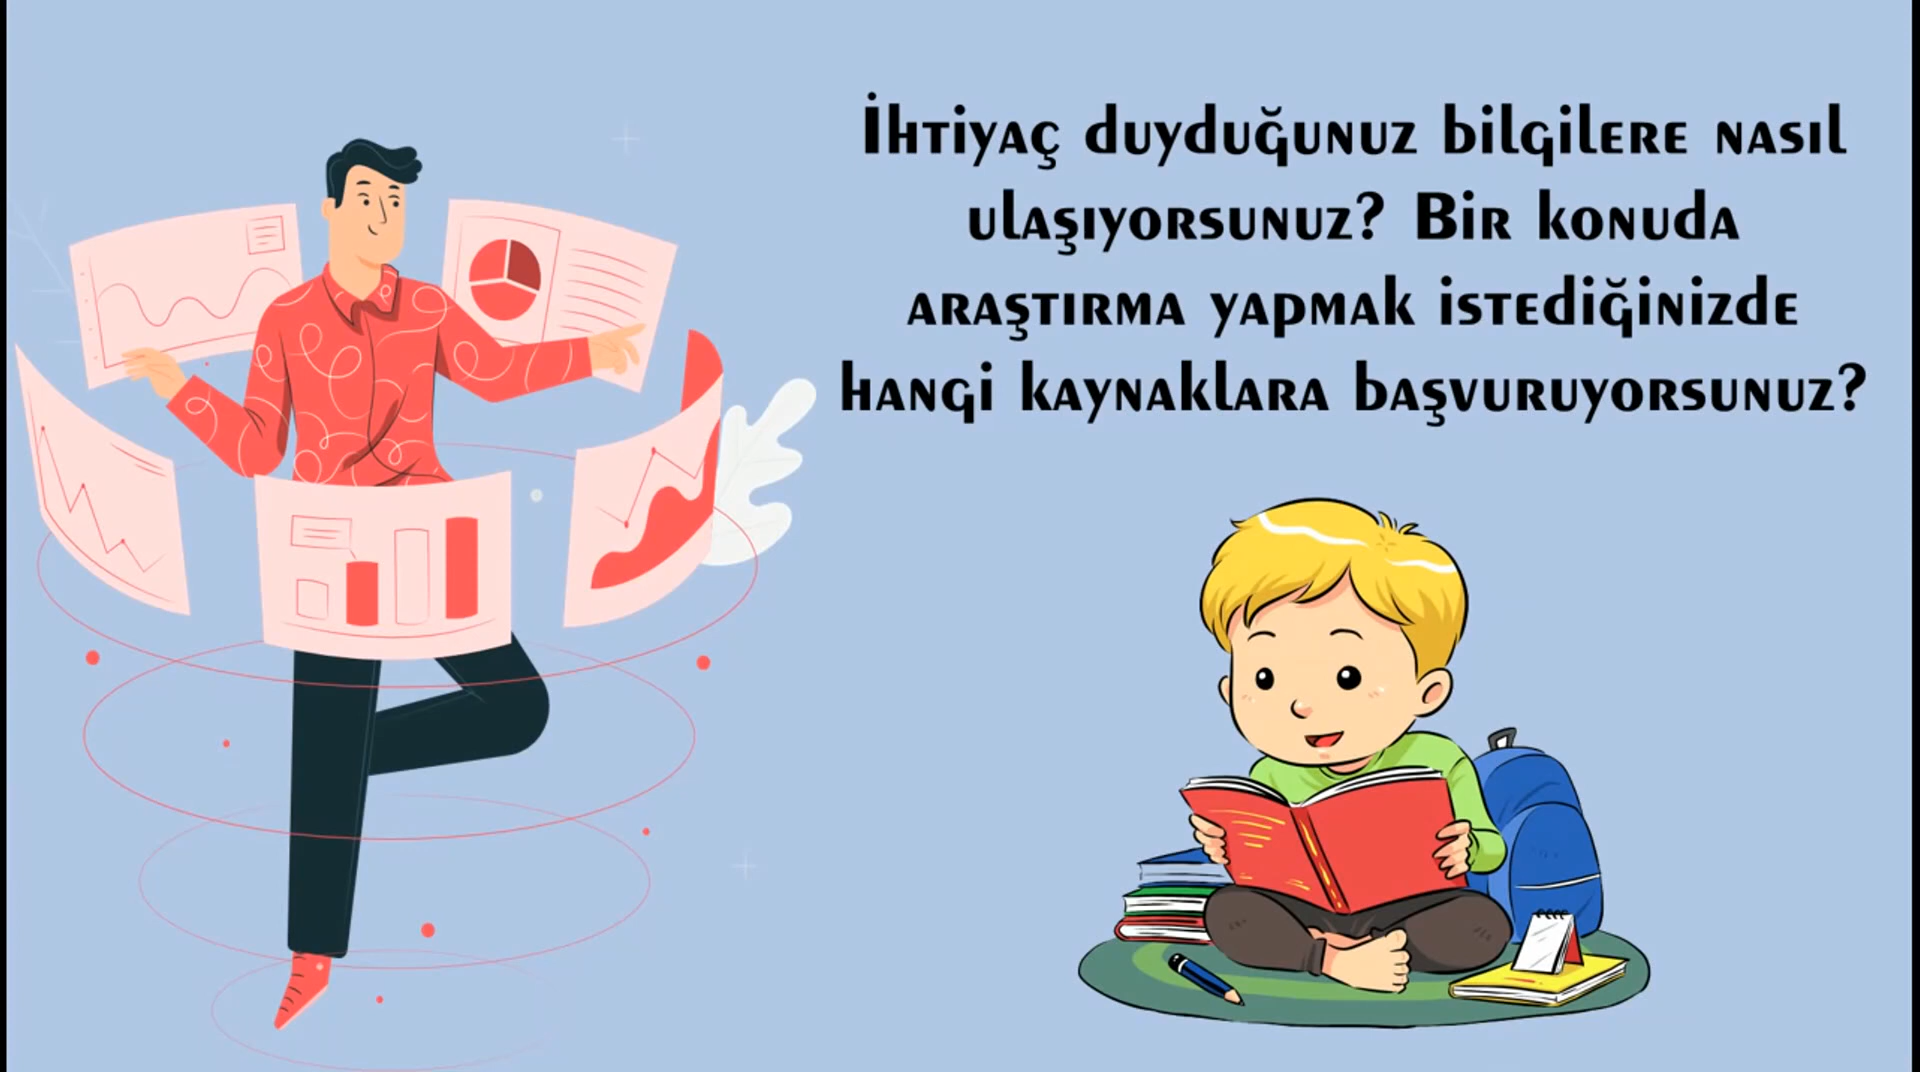 İhtiyaç duyduğunuz bilgilere nasıl
ulaşıyorsunuz? Bir konuda
araştırma yapmak istediğinizde
hangi kaynaklara başvuruyorsunuz?